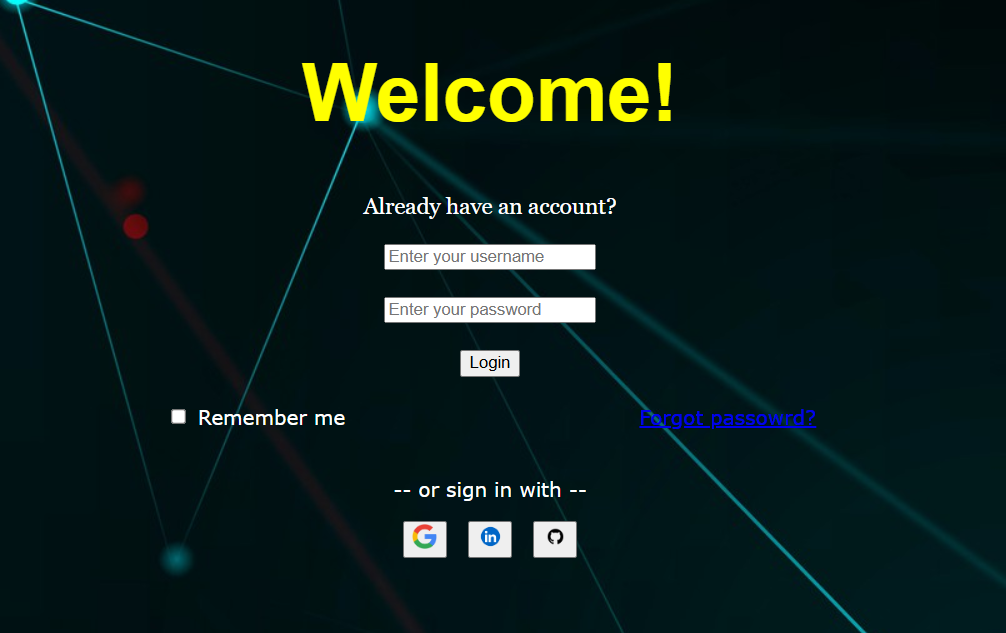 Welcome!
Already have an account?
Enter your username
Enter your password
Login
Remember me
Forgot passowrd?
-- or sign in with --
in